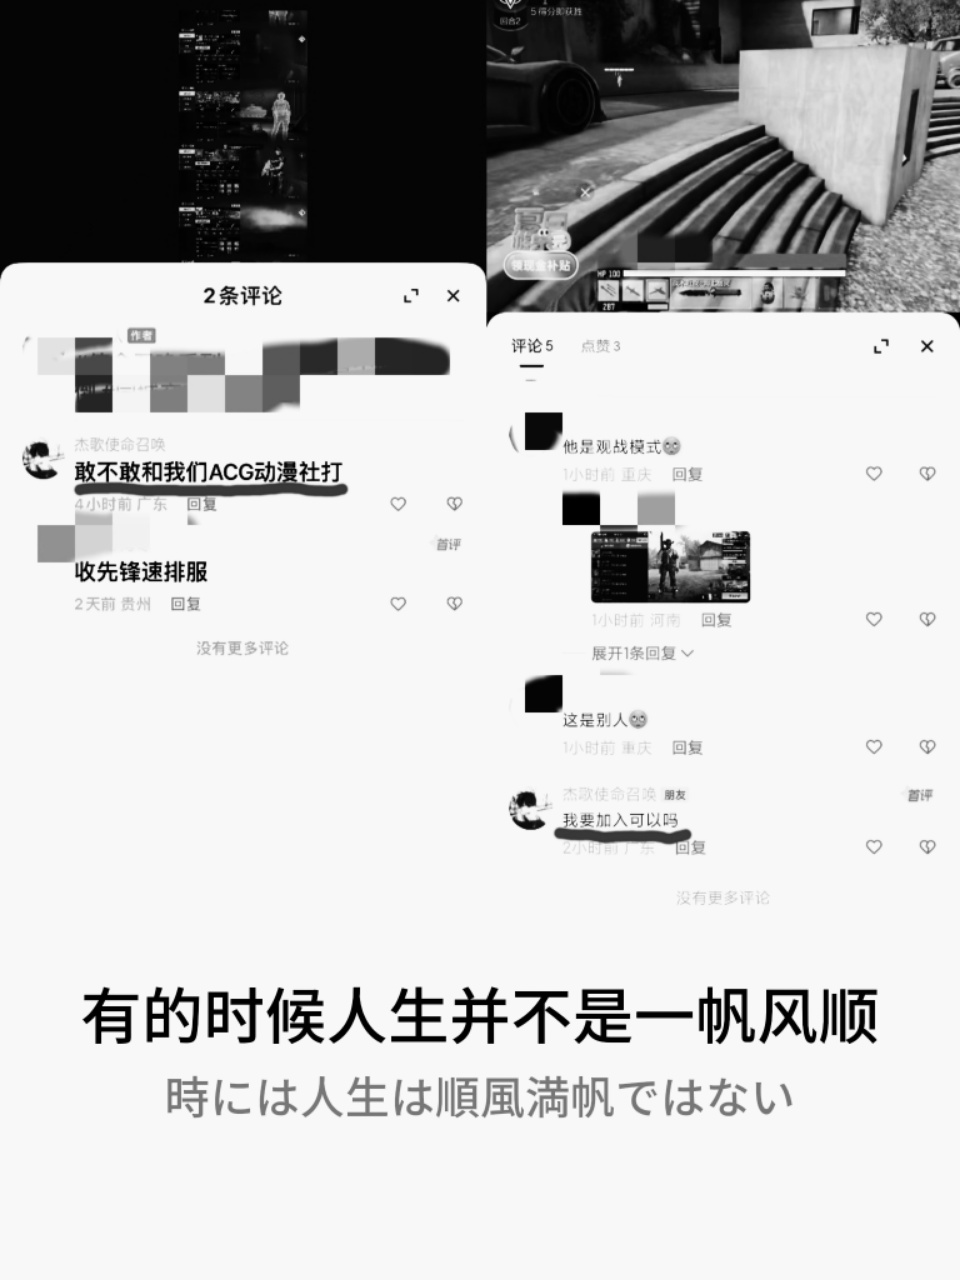 2条评论
作者
杰歌使命召唤
敢不敢和我们ACG动漫社打
4小时前 广东 回复
首评
收先锋速排服
2天前 贵州 回复
没有更多评论
5得分即获胜
领现金补贴
HP 100
评论 5 点赞 3
他是观战模式
1小时前 重庆 回复
1小时前 河南 回复
展开1条回复
这是别人
1小时前 重庆 回复
杰歌使命召唤 朋友
首评
我要加入可以吗
2小时前 广东 回复
没有更多评论
有的时候人生并不是一帆风顺
時には人生は順風満帆ではない